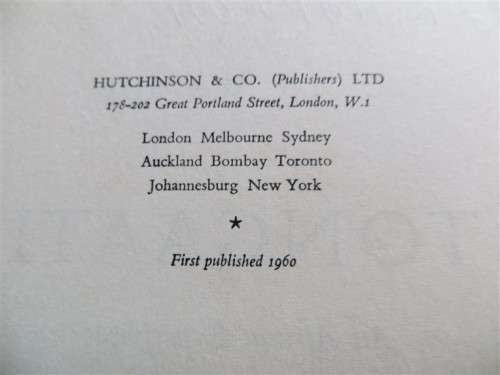 HUTCHINSON & CO. (Publishers) LTD
178-202 Great Portland Street, London, W.1
London Melbourne Sydney
Auckland Bombay Toronto
Johannesburg New York
★
First published 1960